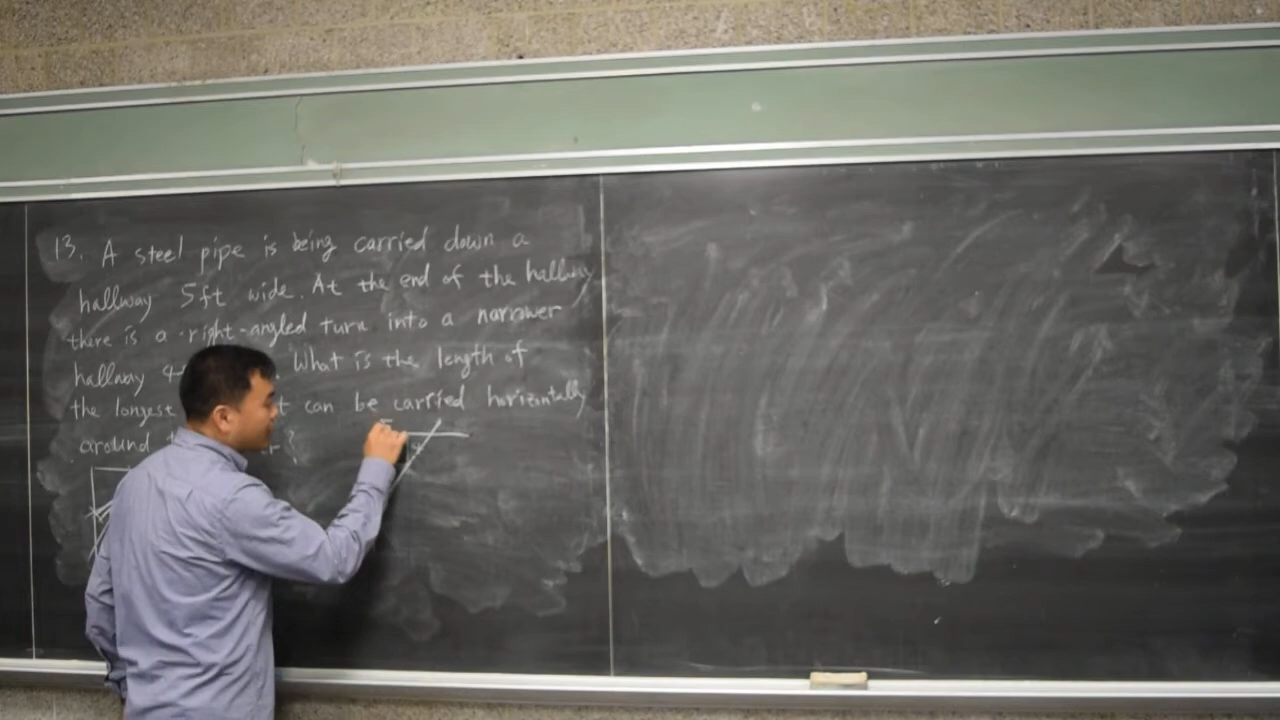 13. A steel pipe is being carried down a
hallway 5ft wide. At the end of the hallway
there is a right-angled turn into a narrower
hallway What is the length of
the longest can be carried horizontally
around